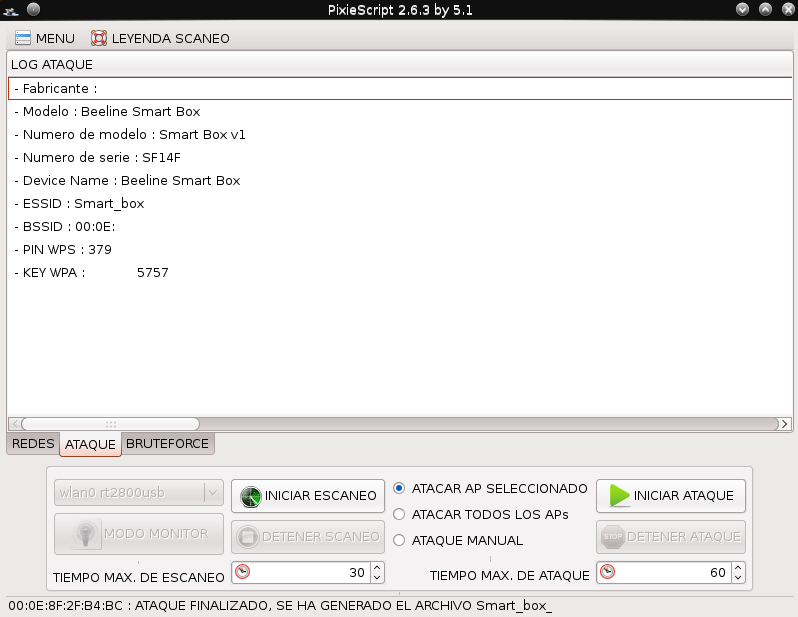 PixieScript 2.6.3 by 5.1
MENU LEYENDA SCANEO
LOG ATAQUE
- Fabricante :
- Modelo : Beeline Smart Box
- Numero de modelo : Smart Box v1
- Numero de serie : SF14F
- Device Name : Beeline Smart Box
- ESSID : Smart_box
- BSSID : 00:0E:
- PIN WPS : 379
- KEY WPA : 5757
REDES ATAQUE BRUTEFORCE
wlan0 rt2800usb INICIAR ESCANEO ATACAR AP SELECCIONADO INICIAR ATAQUE
ATACAR TODOS LOS APs
MODO MONITOR DETENER SCANEO ATAQUE MANUAL STOP DETENER ATAQUE
TIEMPO MAX. DE ESCANEO 30 TIEMPO MAX. DE ATAQUE 60
00:0E:8F:2F:B4:BC : ATAQUE FINALIZADO, SE HA GENERADO EL ARCHIVO Smart_box_